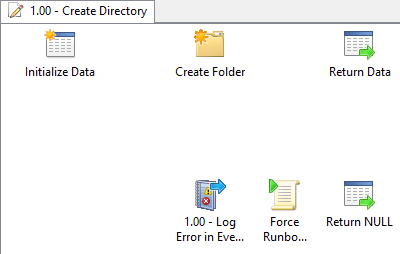 1.00 - Create Directory
Initialize Data
Create Folder
Return Data
1.00 - Log
Error in Eve...
Force
Runbo...
Return NULL